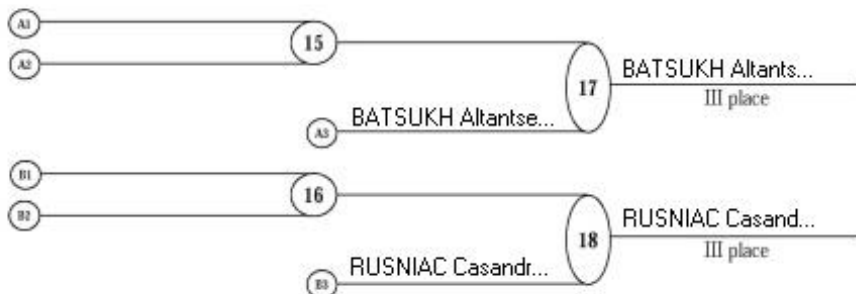 A1
15
A2
BATSUKH Altants...
17
III place
BATSUKH Altantse...
A3
B1
16
B2
RUSNIAC Casand...
18
III place
RUSNIAC Casandr...
B3